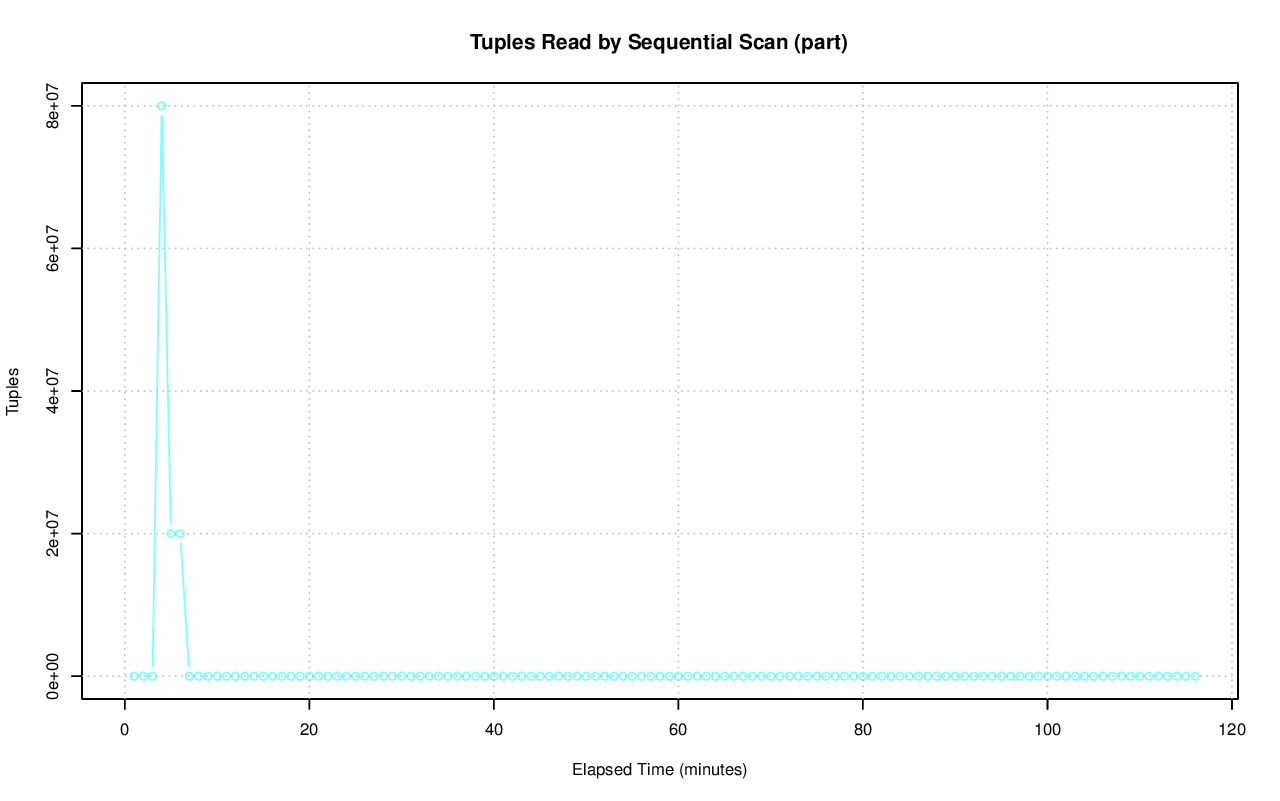 Tuples Read by Sequential Scan (part)
Tuples
8e+07
6e+07
4e+07
2e+07
0e+00
0 20 40 60 80 100 120
Elapsed Time (minutes)